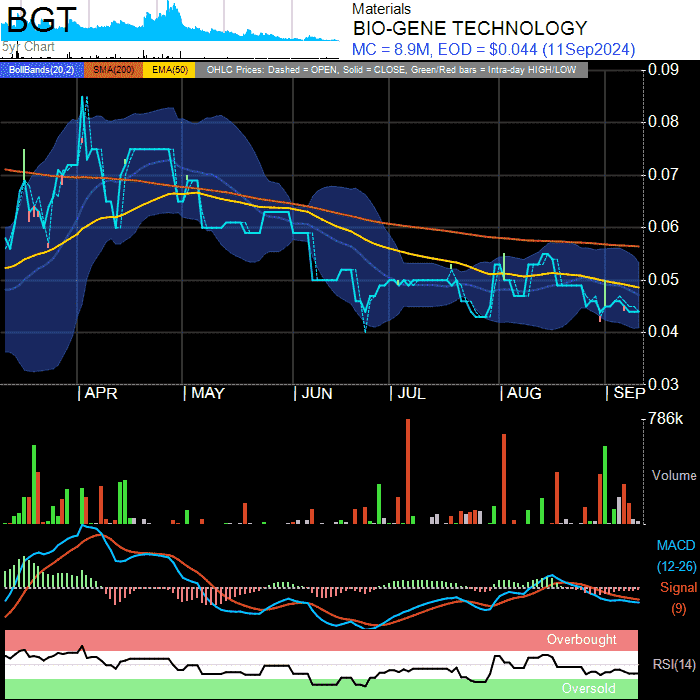 BGT
5yr Chart
Materials
BIO-GENE TECHNOLOGY
MC = 8.9M, EOD = $0.044 (11Sep2024)
BollBands(20,2) SMA(200) EMA(50) OHLC Prices: Dashed = OPEN, Solid = CLOSE, Green/Red bars = Intra-day HIGH/LOW
0.09
0.08
0.07
0.06
0.05
0.04
0.03
APR MAY JUN JUL AUG SEP
786k
Volume
MACD
(12-26)
Signal
(9)
Overbought
RSI(14)
Oversold